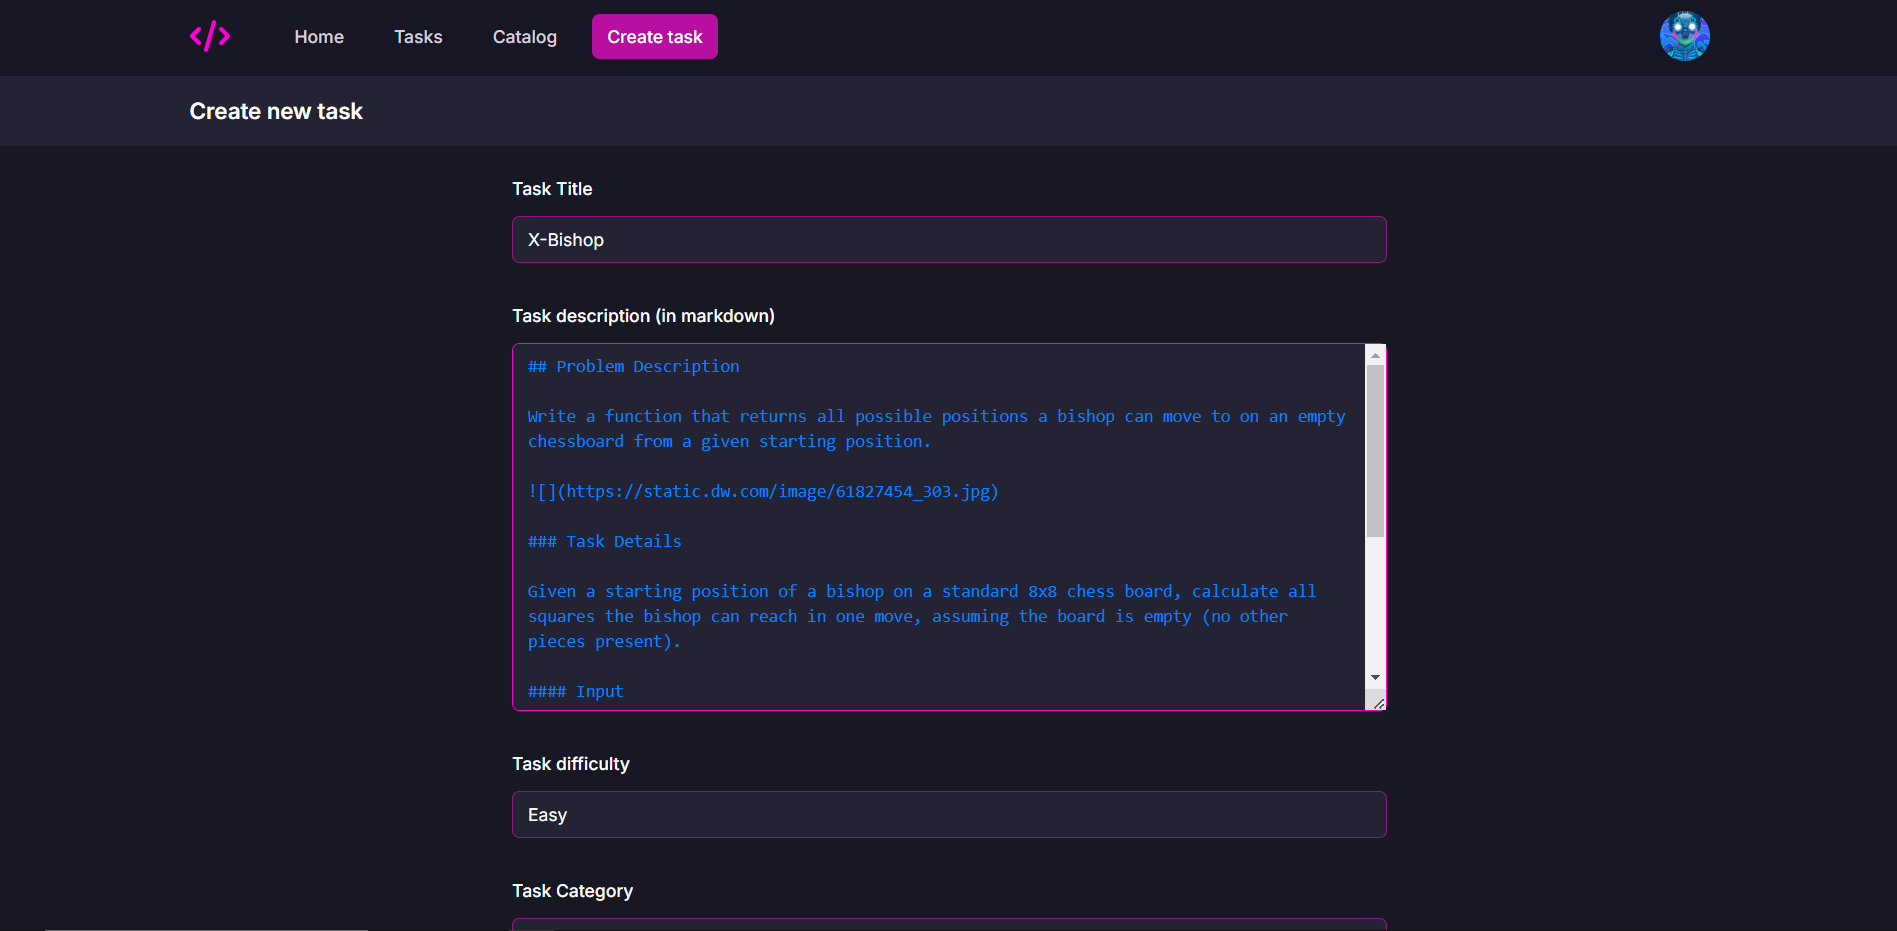 </>
Home Tasks Catalog Create task
Create new task
Task Title
X-Bishop
Task description (in markdown)
## Problem Description
Write a function that returns all possible positions a bishop can move to on an empty
chessboard from a given starting position.
![](https://static.dw.com/image/61827454_303.jpg)
### Task Details
Given a starting position of a bishop on a standard 8x8 chess board, calculate all
squares the bishop can reach in one move, assuming the board is empty (no other
pieces present).
#### Input
Task difficulty
Easy
Task Category